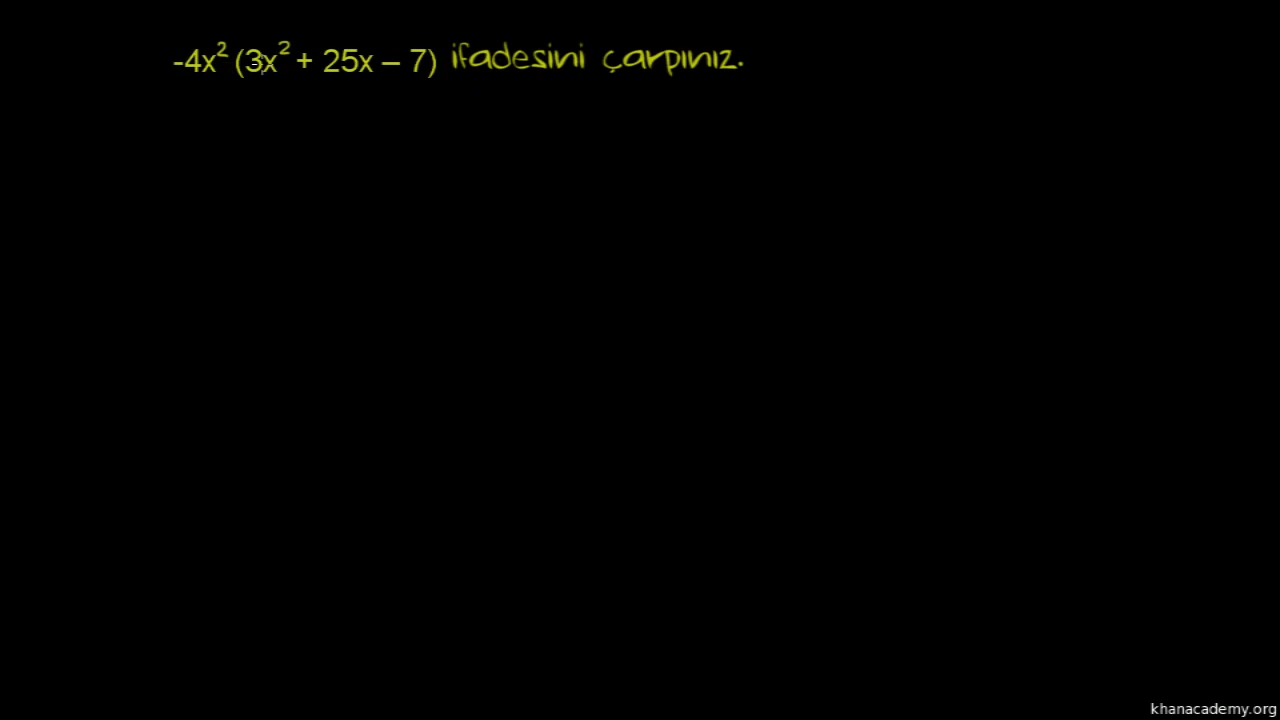 -4x² (3x² + 25x – 7) ifadesini çarpınız.
khanacademy.org